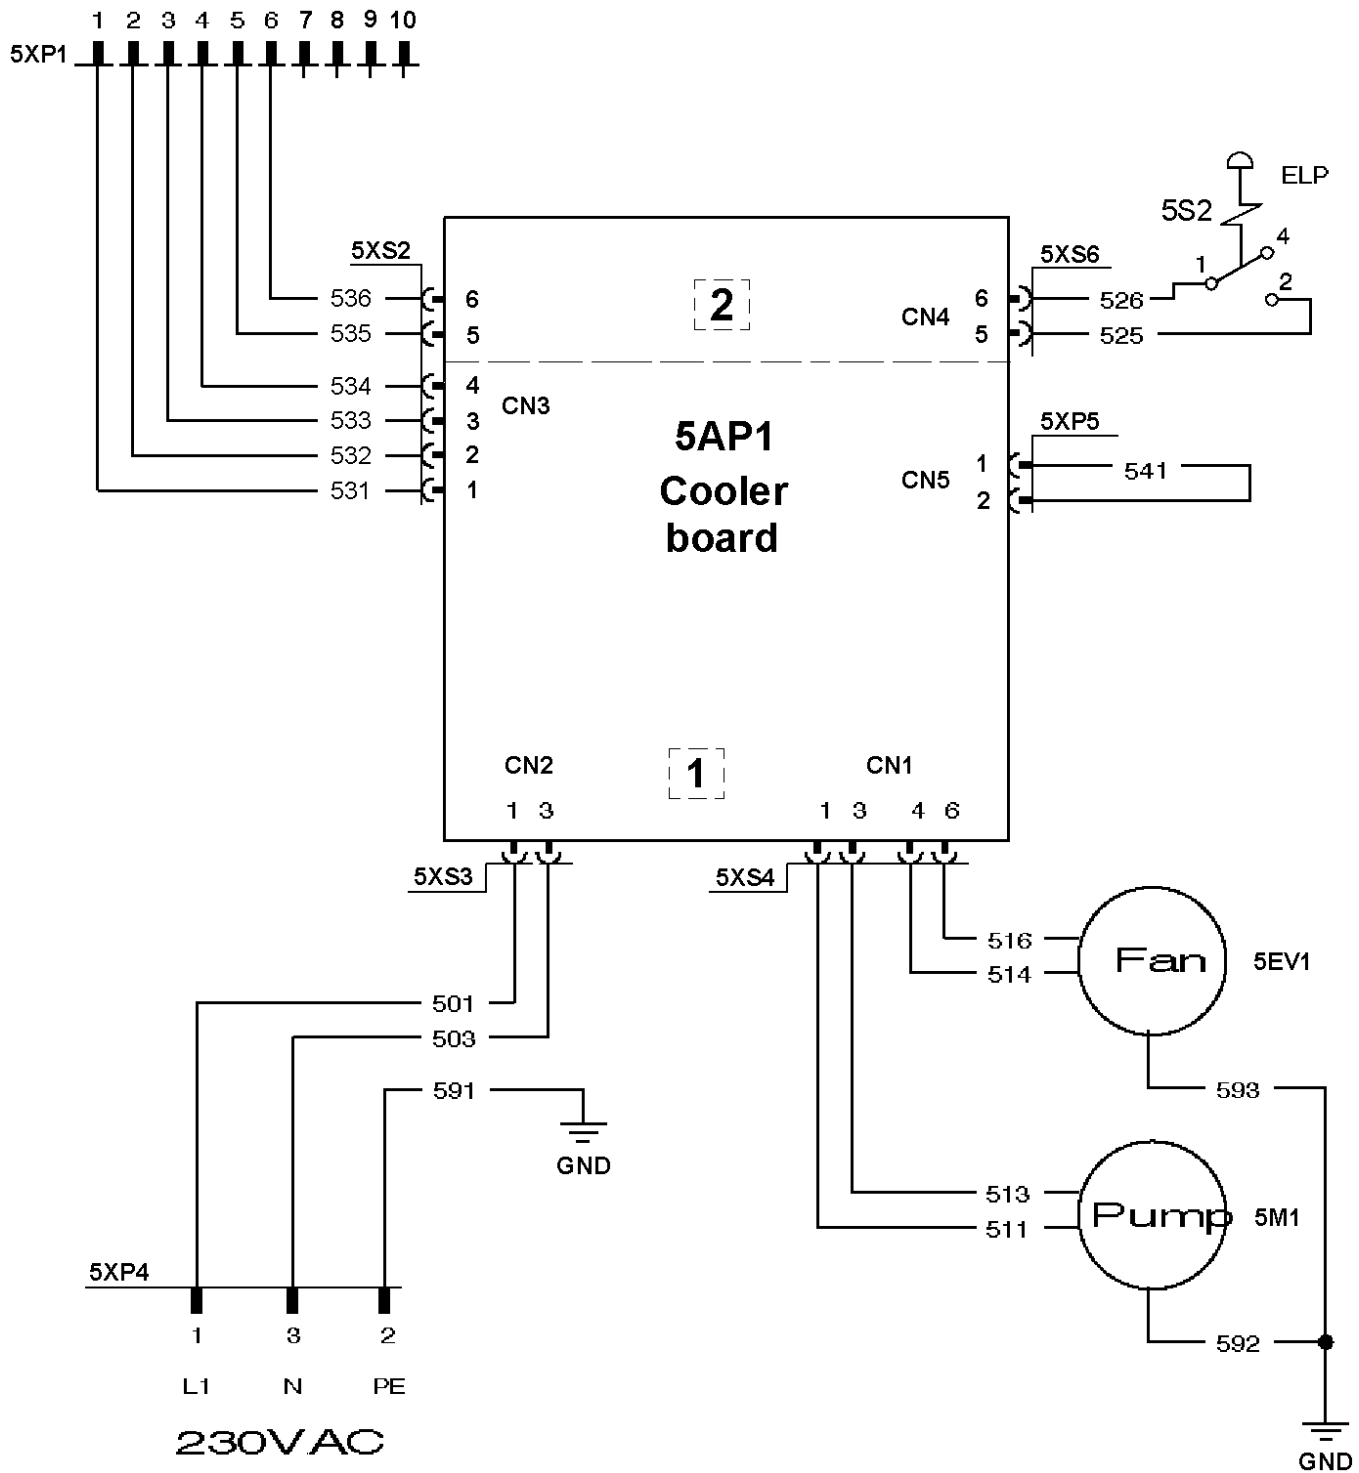 1 2 3 4 5 6 7 8 9 10
5XP1
ELP
5S2
4
1
2
5XS2
5XS6
536 6
2
CN4 6 526
535 5
5 525
534 4
CN3
533 3
5AP1
5XP5
532 2
1 541
CN5
531 1
Cooler
2
board
CN2
1
CN1
1 3
1 3 4 6
5XS3
5XS4
516
Fan
5EV1
514
501
503
591
593
GND
513
Pump
5M1
511
5XP4
1 3 2
592
L1 N PE
230VAC
GND